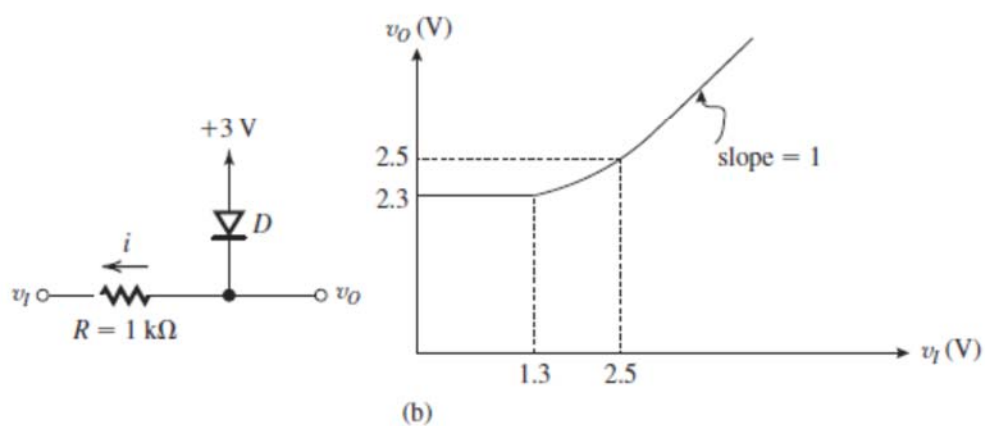 +3 V
D
i
v_I
v_O
R = 1 kΩ
v_O (V)
2.5
2.3
slope = 1
1.3
2.5
v_I (V)
(b)